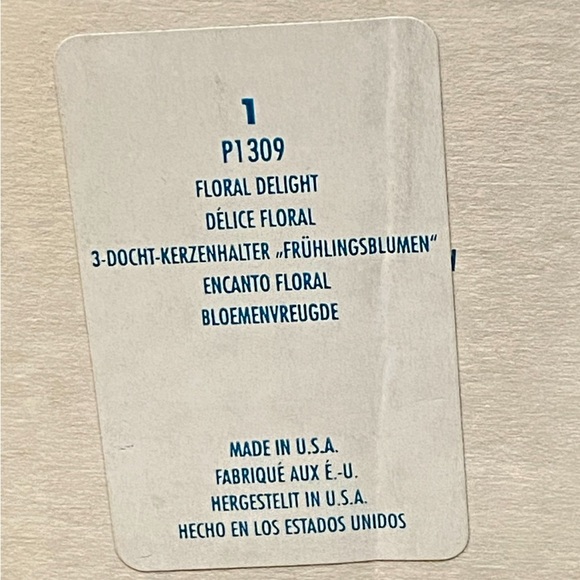 1
P1309
FLORAL DELIGHT
DÉLICE FLORAL
3-DOCHT-KERZENHALTER „FRÜHLINGSBLUMEN“
ENCANTO FLORAL
BLOEMENVREUGDE
MADE IN U.S.A.
FABRIQUÉ AUX É.-U.
HERGESTELIT IN U.S.A.
HECHO EN LOS ESTADOS UNIDOS